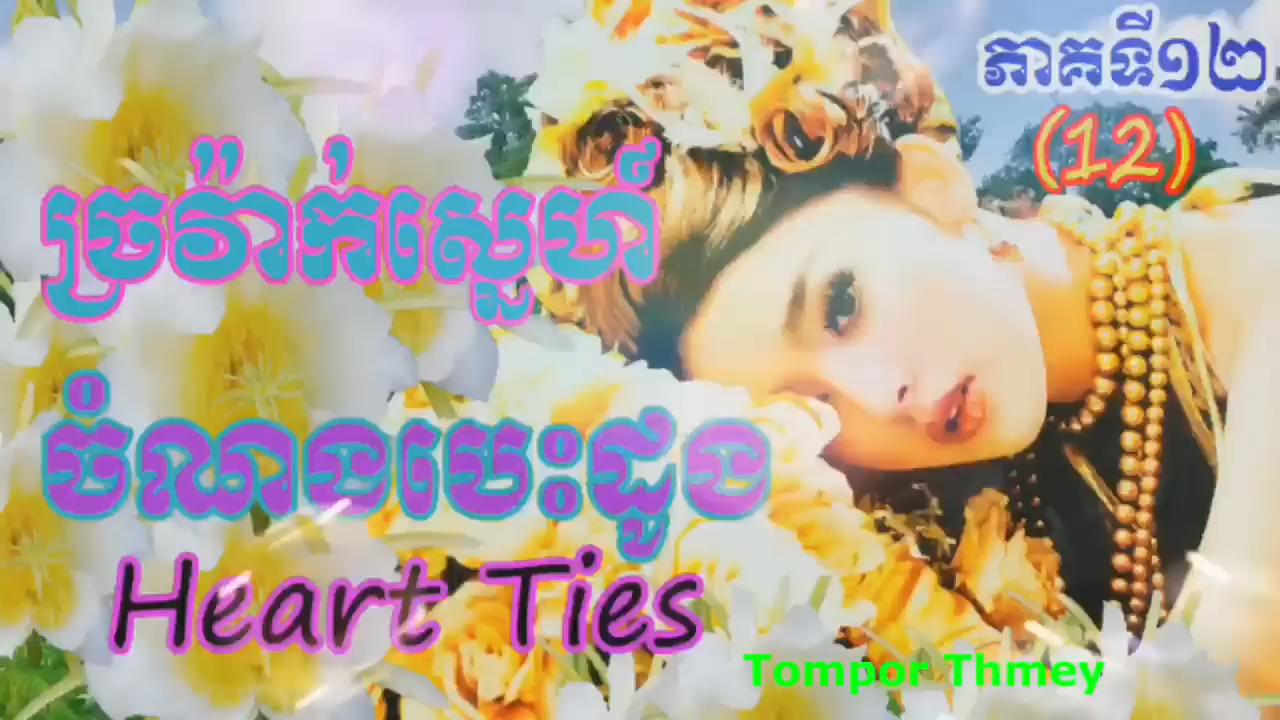 ភាគទី១២
(12)
ច្រវ៉ាក់ស្នេហ៍
ចំណងបេះដូង
Heart Ties
Tompor Thmey